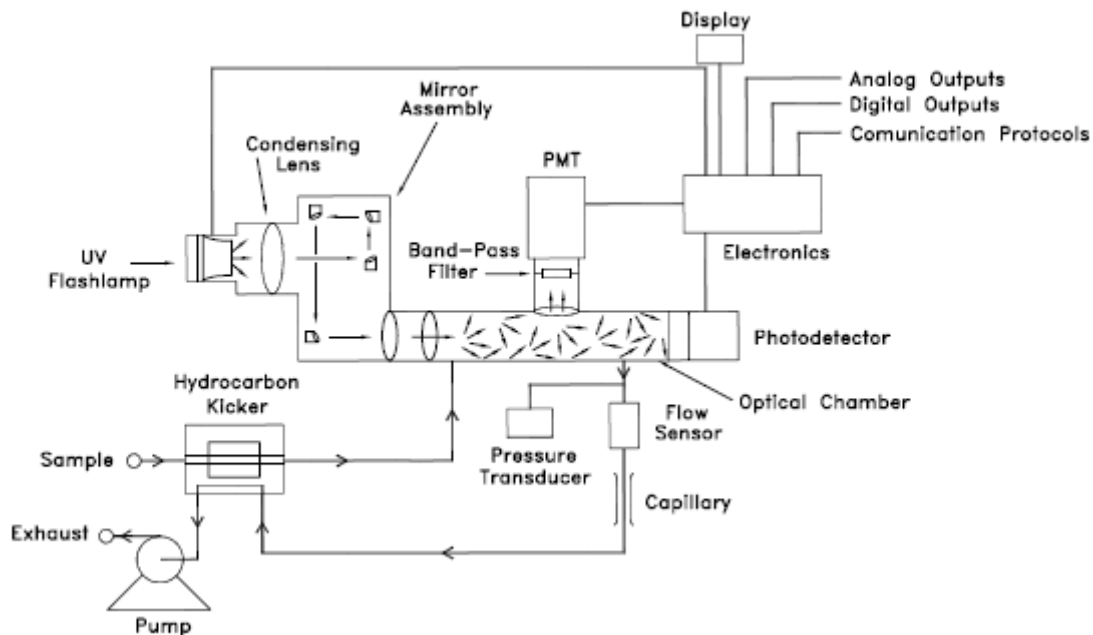 Display
Analog Outputs
Digital Outputs
Comunication Protocols
Mirror
Assembly
Condensing
Lens
PMT
UV
Flashlamp
Band-Pass
Filter
Electronics
Photodetector
Hydrocarbon
Kicker
Optical Chamber
Flow
Sensor
Sample
Pressure
Transducer
Capillary
Exhaust
Pump